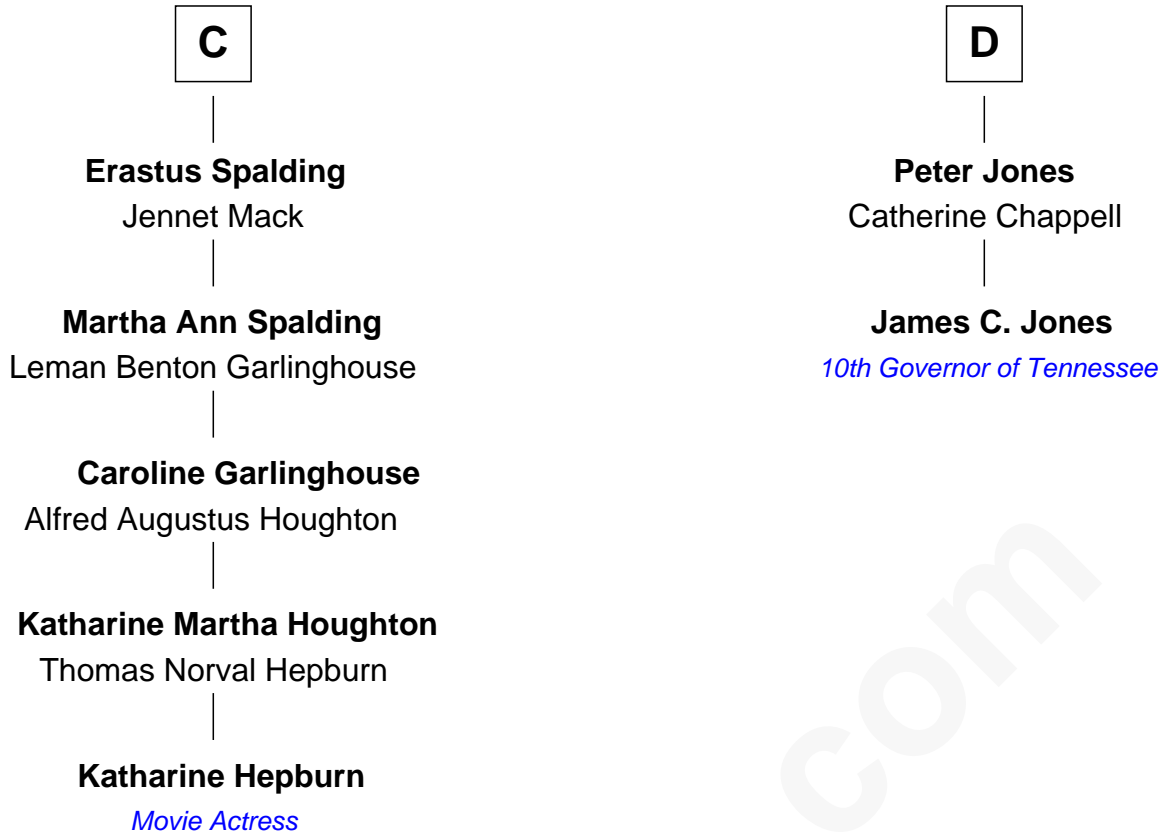 C
Erastus Spalding
Jennet Mack
Martha Ann Spalding
Leman Benton Garlinghouse
Caroline Garlinghouse
Alfred Augustus Houghton
Katharine Martha Houghton
Thomas Norval Hepburn
Katharine Hepburn
Movie Actress
D
Peter Jones
Catherine Chappell
James C. Jones
10th Governor of Tennessee
com